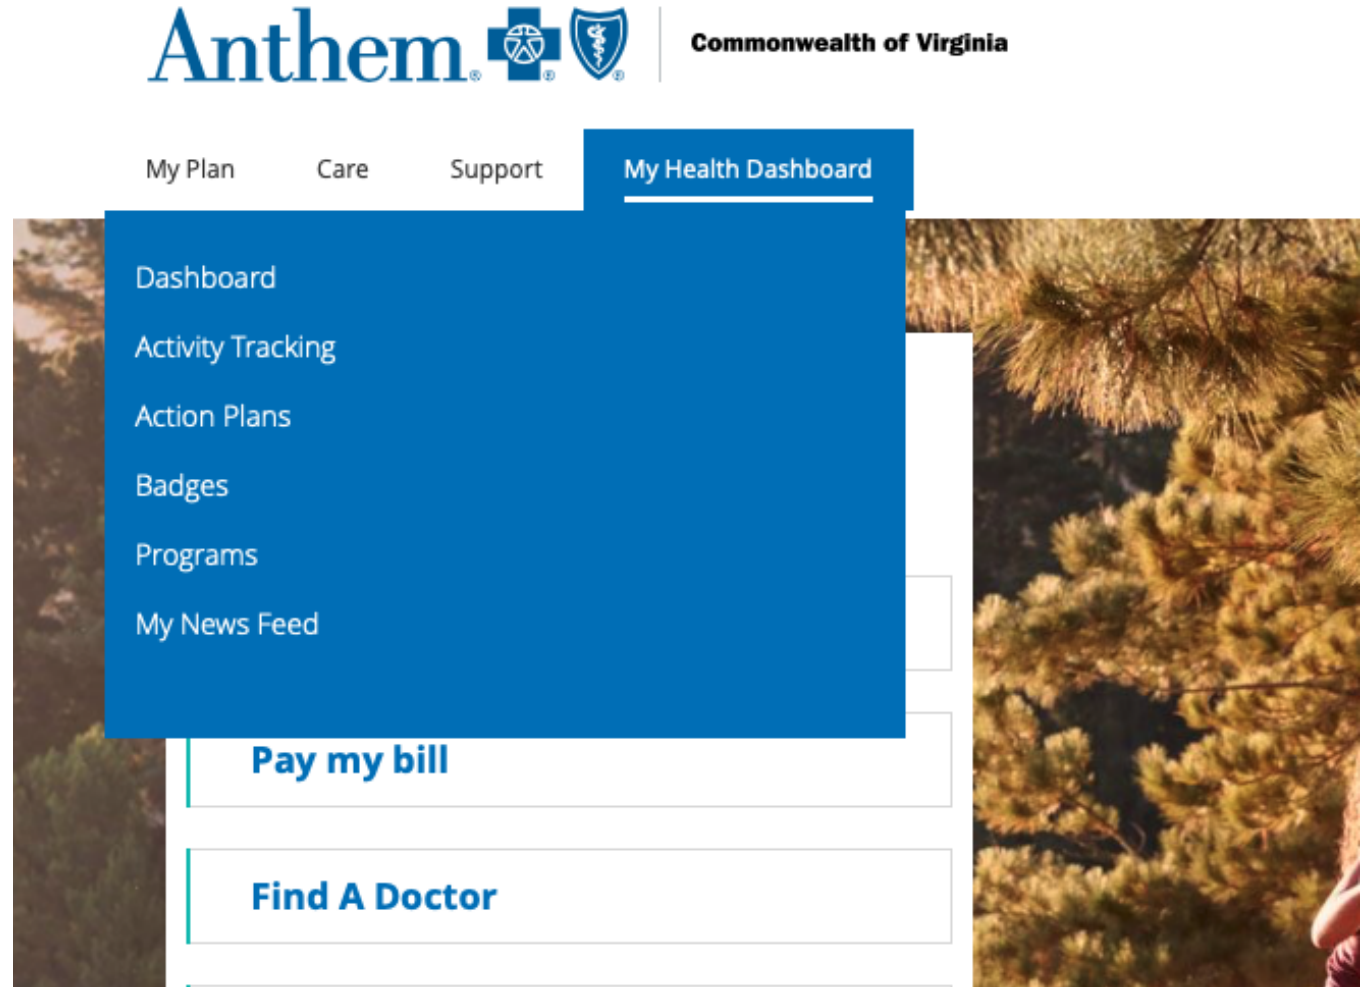 Anthem.
Commonwealth of Virginia
My Plan Care Support My Health Dashboard
Dashboard
Activity Tracking
Action Plans
Badges
Programs
My News Feed
Pay my bill
Find A Doctor